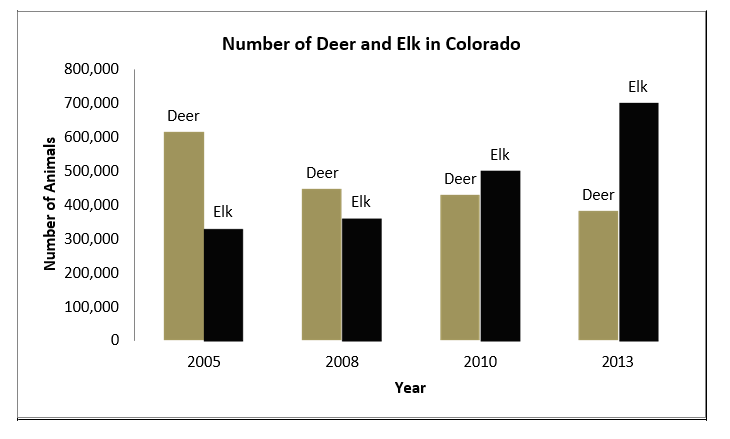 Number of Deer and Elk in Colorado
Number of Animals
800,000
700,000
600,000
500,000
400,000
300,000
200,000
100,000
0
Deer
Elk
Deer
Elk
Deer
Elk
Deer
Elk
2005
2008
2010
2013
Year